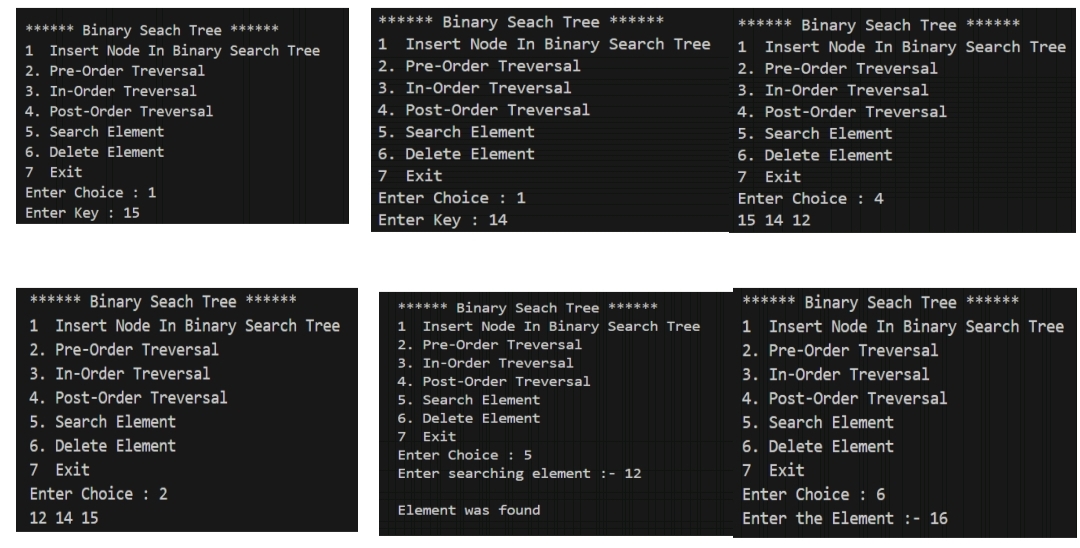 ****** Binary Seach Tree ******
1  Insert Node In Binary Search Tree
2. Pre-Order Treversal
3. In-Order Treversal
4. Post-Order Treversal
5. Search Element
6. Delete Element
7  Exit
Enter Choice : 1
Enter Key : 15
****** Binary Seach Tree ******
1  Insert Node In Binary Search Tree
2. Pre-Order Treversal
3. In-Order Treversal
4. Post-Order Treversal
5. Search Element
6. Delete Element
7  Exit
Enter Choice : 1
Enter Key : 14
****** Binary Seach Tree ******
1  Insert Node In Binary Search Tree
2. Pre-Order Treversal
3. In-Order Treversal
4. Post-Order Treversal
5. Search Element
6. Delete Element
7  Exit
Enter Choice : 4
15 14 12
****** Binary Seach Tree ******
1  Insert Node In Binary Search Tree
2. Pre-Order Treversal
3. In-Order Treversal
4. Post-Order Treversal
5. Search Element
6. Delete Element
7  Exit
Enter Choice : 2
12 14 15
****** Binary Seach Tree ******
1  Insert Node In Binary Search Tree
2. Pre-Order Treversal
3. In-Order Treversal
4. Post-Order Treversal
5. Search Element
6. Delete Element
7  Exit
Enter Choice : 5
Enter searching element :- 12
Element was found
****** Binary Seach Tree ******
1  Insert Node In Binary Search Tree
2. Pre-Order Treversal
3. In-Order Treversal
4. Post-Order Treversal
5. Search Element
6. Delete Element
7  Exit
Enter Choice : 6
Enter the Element :- 16